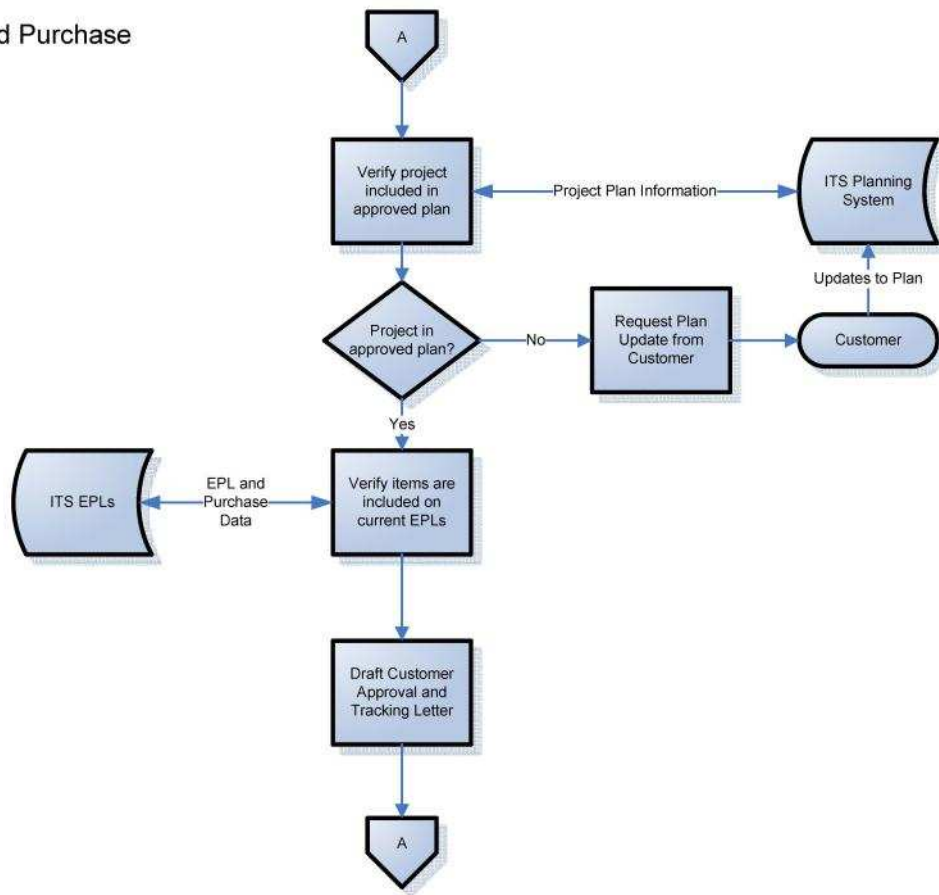 d Purchase
A
Verify project
included in
approved plan
Project Plan Information
ITS Planning
System
Updates to Plan
Project in
approved plan?
No
Request Plan
Update from
Customer
Customer
Yes
ITS EPLs
EPL and
Purchase
Data
Verify items are
included on
current EPLs
Draft Customer
Approval and
Tracking Letter
A